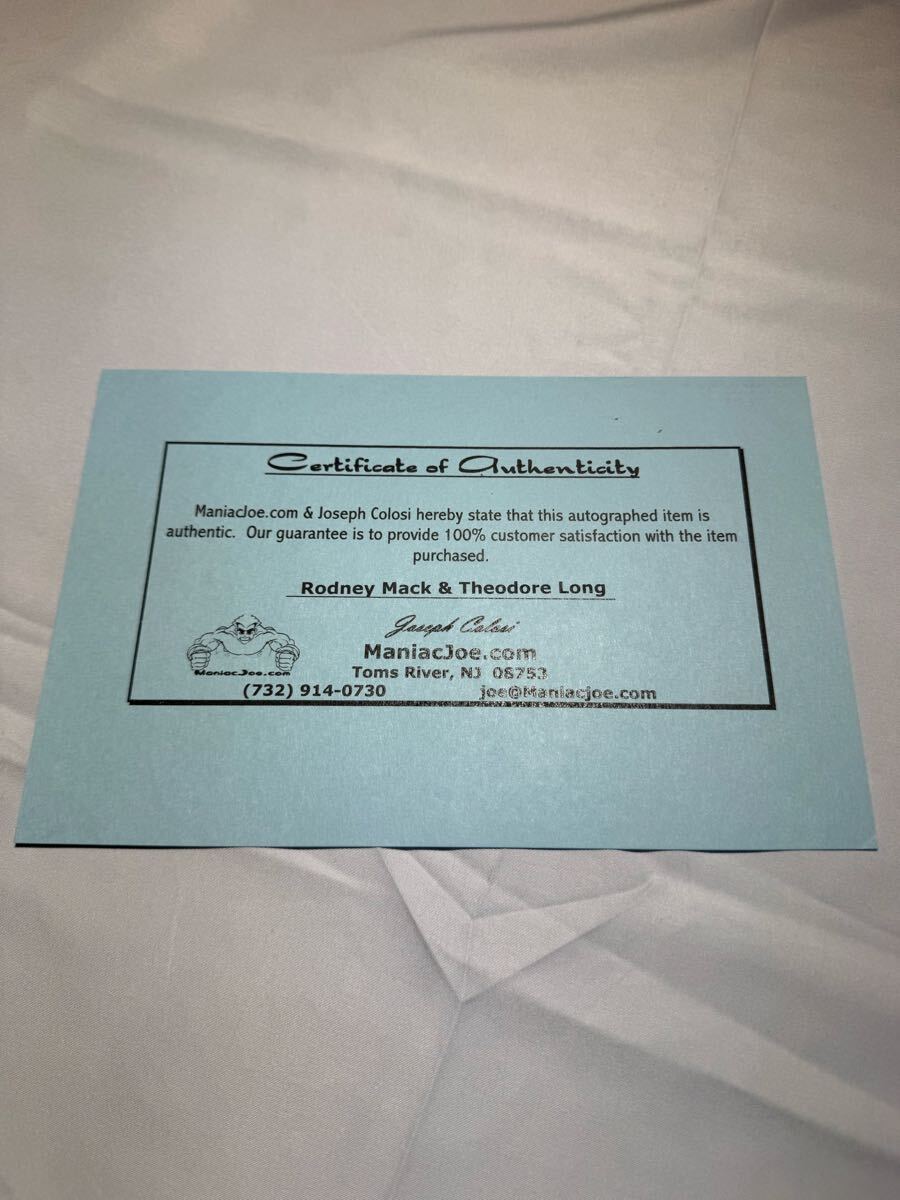 Certificate of Authenticity
ManiacJoe.com & Joseph Colosi hereby state that this autographed item is
authentic. Our guarantee is to provide 100% customer satisfaction with the item
purchased.
Rodney Mack & Theodore Long
Joseph Colosi
ManiacJoe.com
ManiacJoe.com
Toms River, NJ 08753
(732) 914-0730 joe@Maniacjoe.com